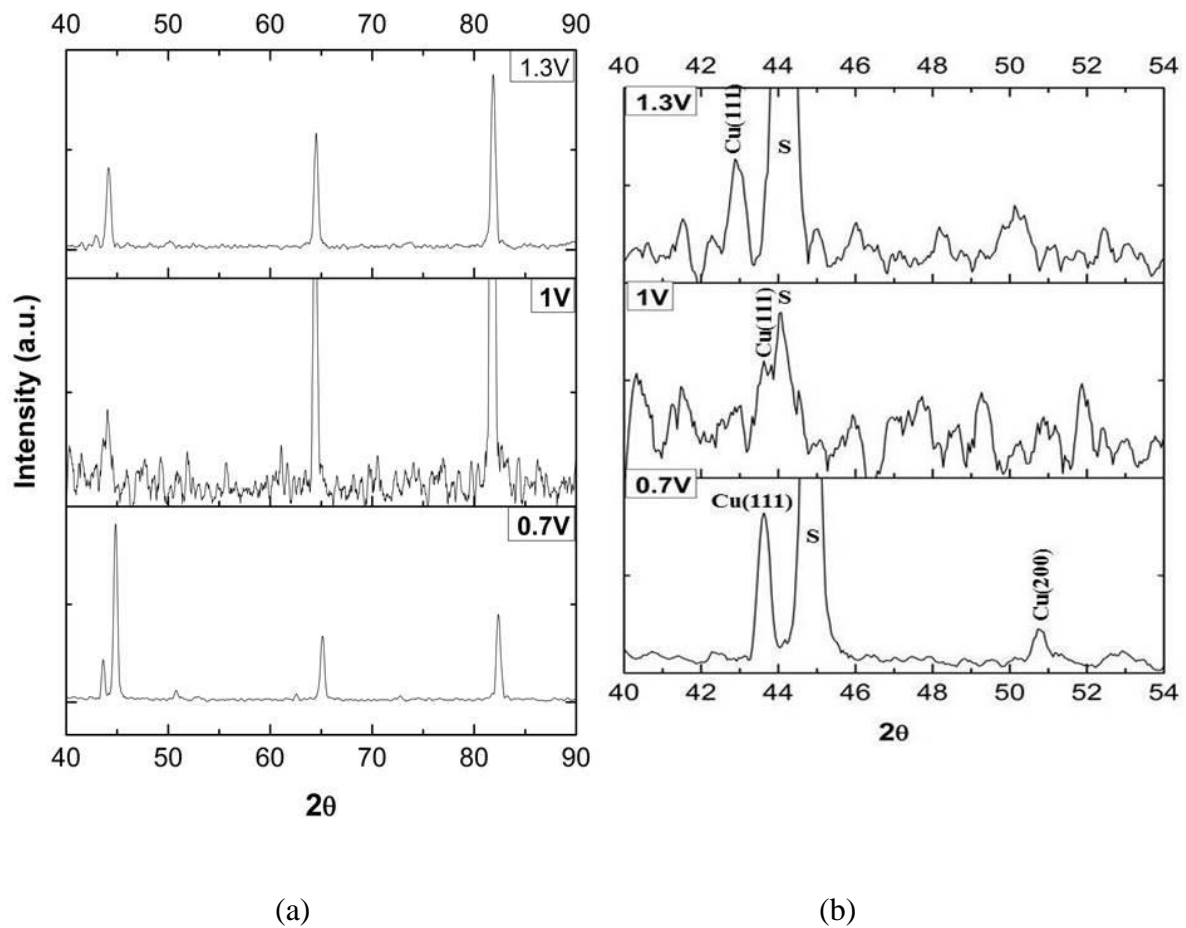 40 50 60 70 80 90
1.3V
1V
0.7V
Intensity (a.u.)
40 50 60 70 80 90
2θ
(a)
40 42 44 46 48 50 52 54
1.3V
Cu(111)
S
1V
Cu(111)
S
0.7V
Cu(111)
S
Cu(200)
40 42 44 46 48 50 52 54
2θ
(b)